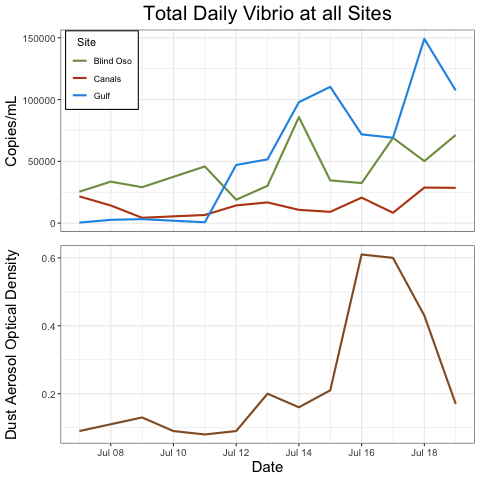 Total Daily Vibrio at all Sites
Copies/mL
150000
100000
50000
0
Site
Blind Oso
Canals
Gulf
Dust Aerosol Optical Density
0.6
0.4
0.2
Jul 08 Jul 10 Jul 12 Jul 14 Jul 16 Jul 18
Date